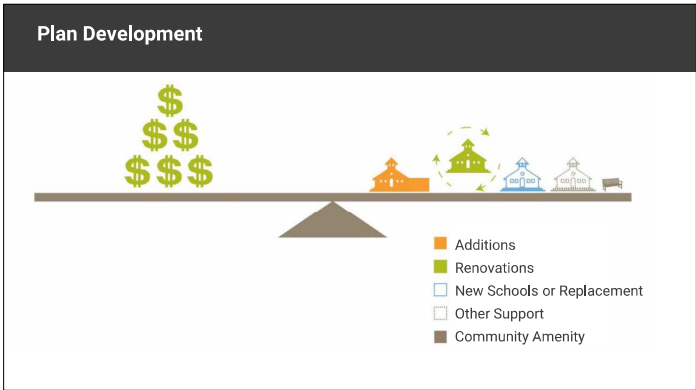 Plan Development
$
$ $
$ $ $
Additions
Renovations
New Schools or Replacement
Other Support
Community Amenity